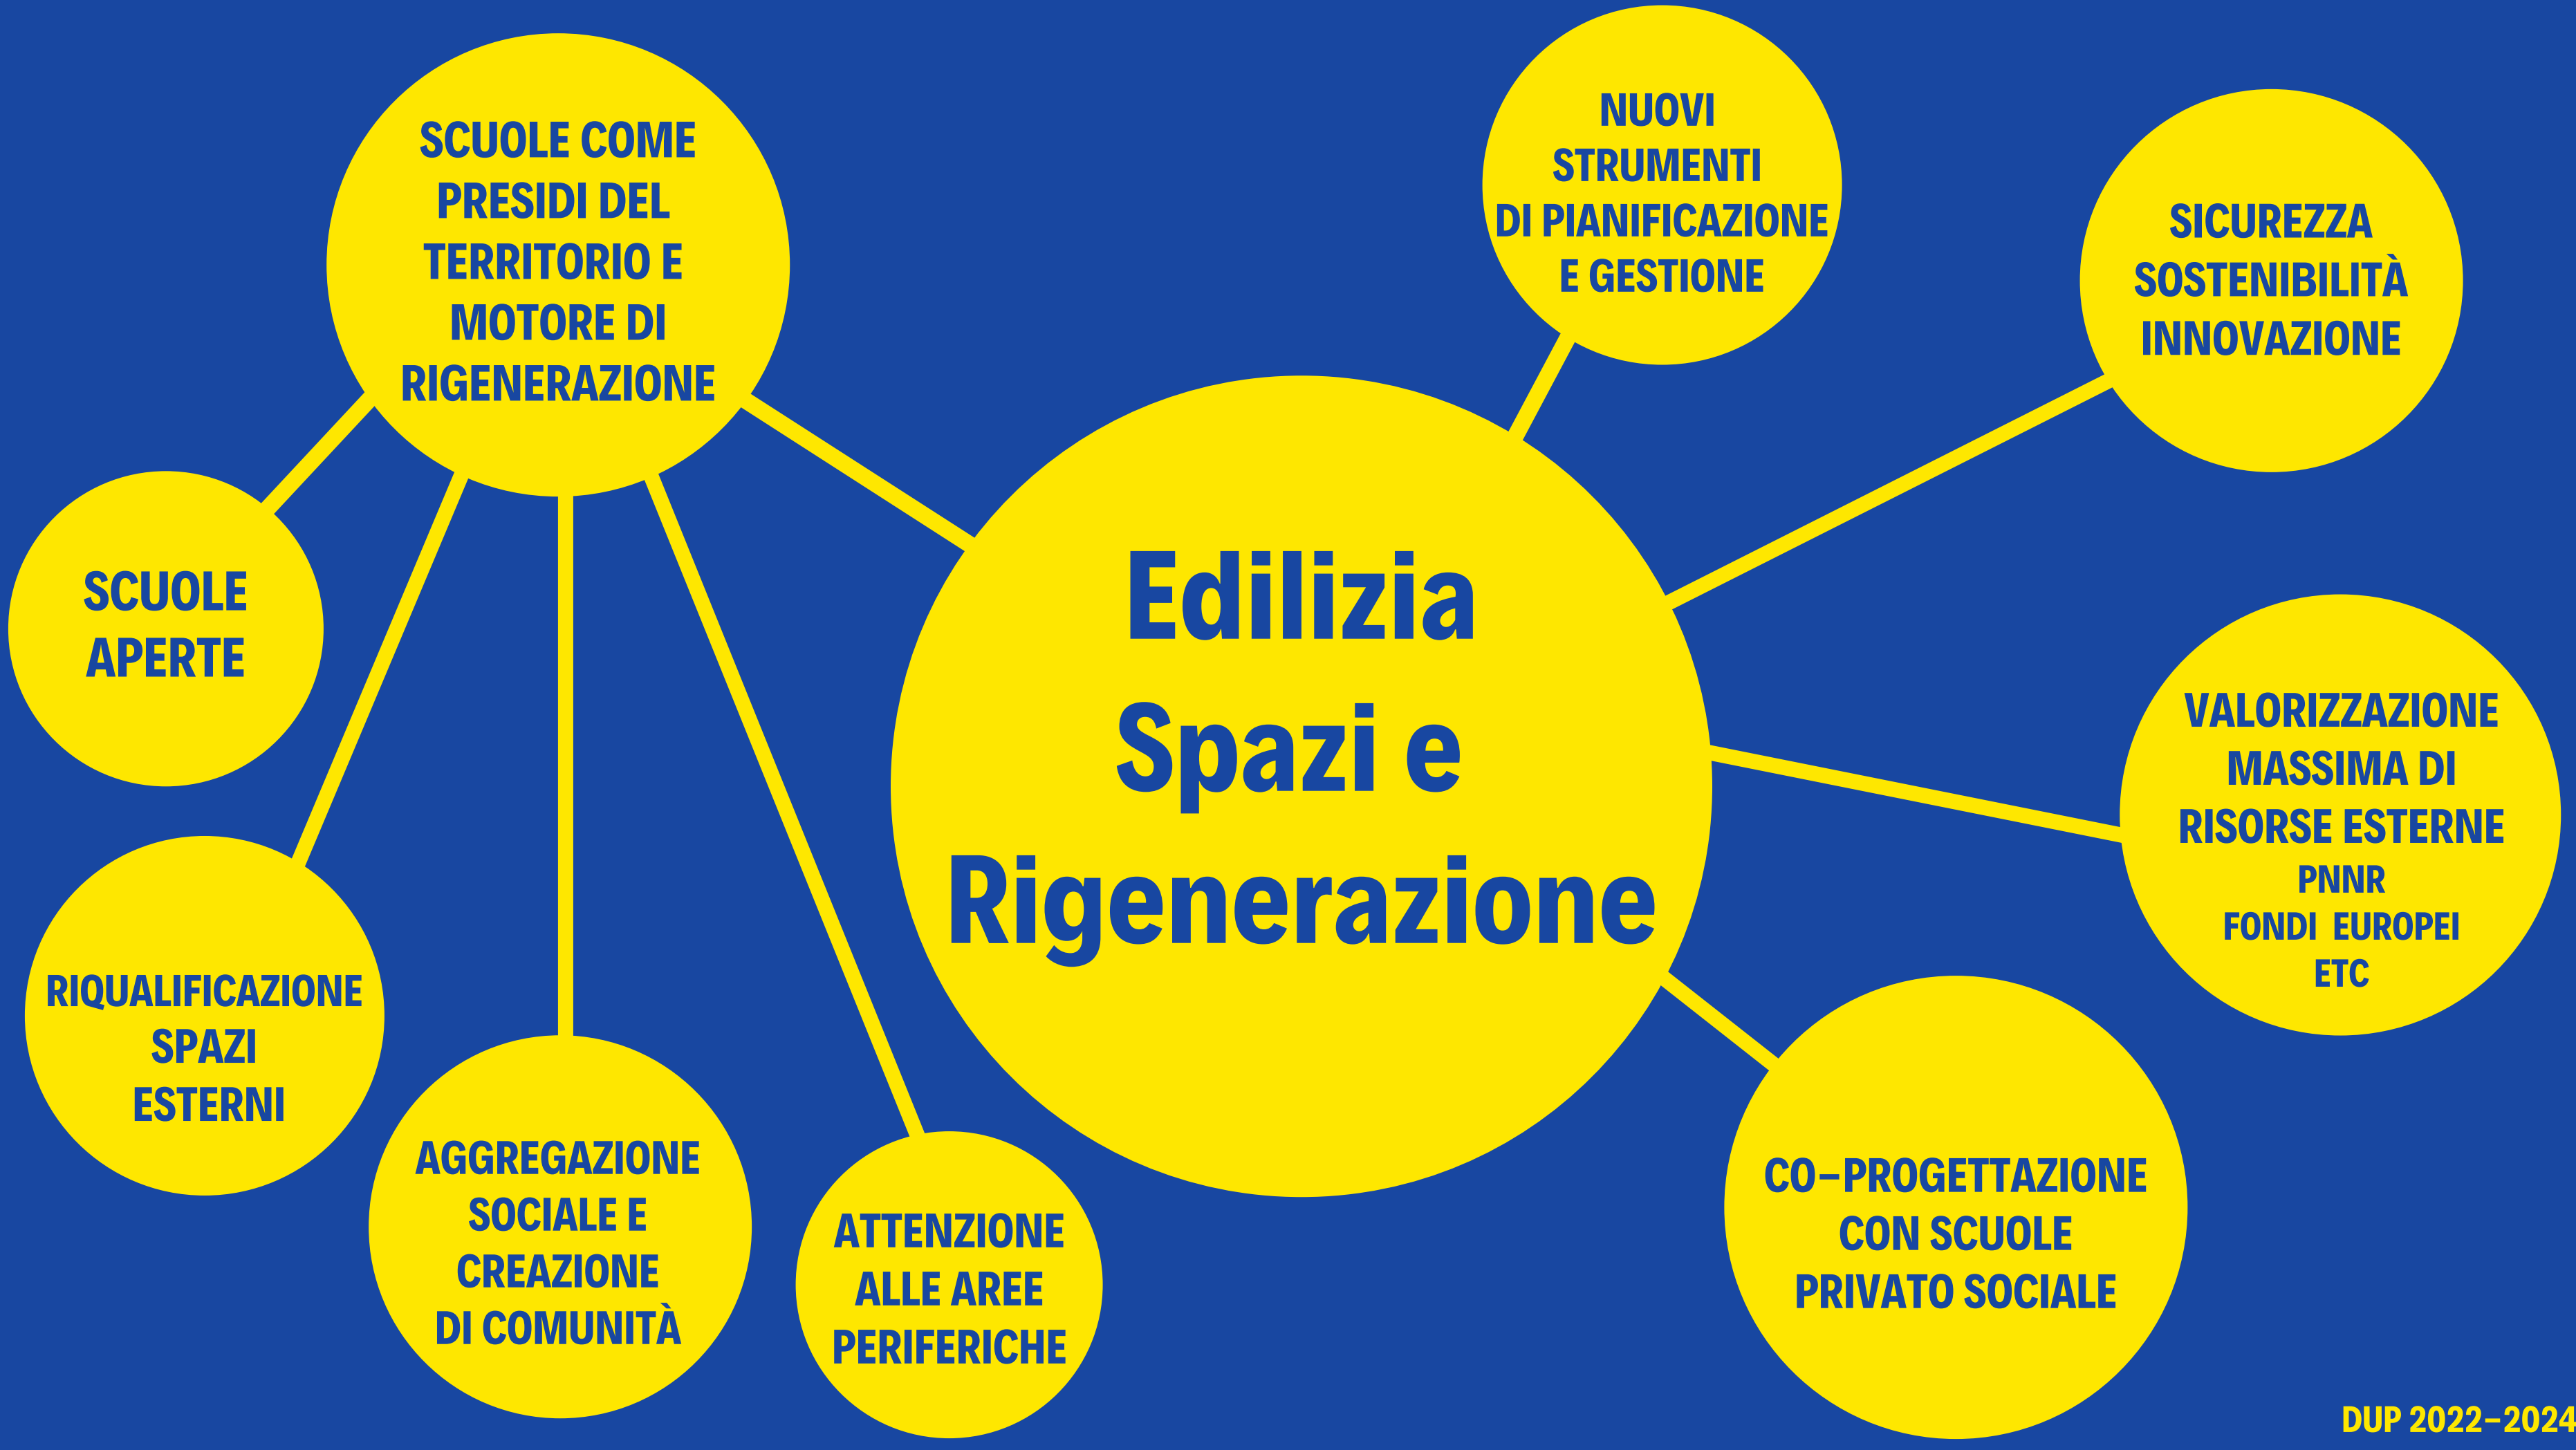 SCUOLE COME
PRESIDI DEL
TERRITORIO E
MOTORE DI
RIGENERAZIONE
NUOVI
STRUMENTI
DI PIANIFICAZIONE
E GESTIONE
SICUREZZA
SOSTENIBILITÀ
INNOVAZIONE
SCUOLE
APERTE
Edilizia
Spazi e
Rigenerazione
VALORIZZAZIONE
MASSIMA DI
RISORSE ESTERNE
PNNR
FONDI EUROPEI
ETC
RIQUALIFICAZIONE
SPAZI
ESTERNI
AGGREGAZIONE
SOCIALE E
CREAZIONE
DI COMUNITÀ
ATTENZIONE
ALLE AREE
PERIFERICHE
CO-PROGETTAZIONE
CON SCUOLE
PRIVATO SOCIALE
DUP 2022-2024